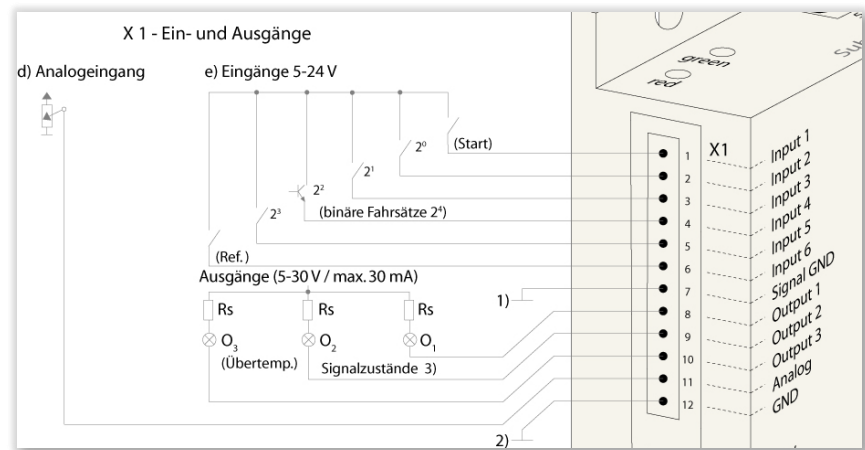 X 1 - Ein- und Ausgänge
d) Analogeingang
e) Eingänge 5-24 V
green
red
(Start)
2⁰
2¹
2²
2³
(binäre Fahrsätze 2⁴)
(Ref.)
Ausgänge (5-30 V / max. 30 mA)
Rs
Rs
Rs
O₃
O₂
O₁
(Übertemp.)
Signalzustände 3)
1)
2)
X1
1
2
3
4
5
6
7
8
9
10
11
12
Input 1
Input 2
Input 3
Input 4
Input 5
Input 6
Signal GND
Output 1
Output 2
Output 3
Analog
GND